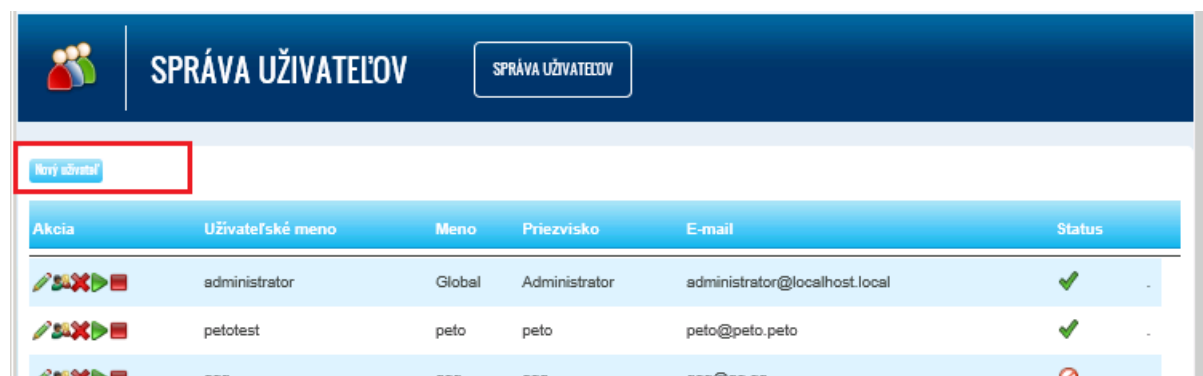 SPRÁVA UŽIVATEĽOV
SPRÁVA UŽIVATEĽOV
Nový uživateľ
Akcia Užívateľské meno Meno Priezvisko E-mail Status
administrator Global Administrator administrator@localhost.local .
petotest peto peto peto@peto.peto .